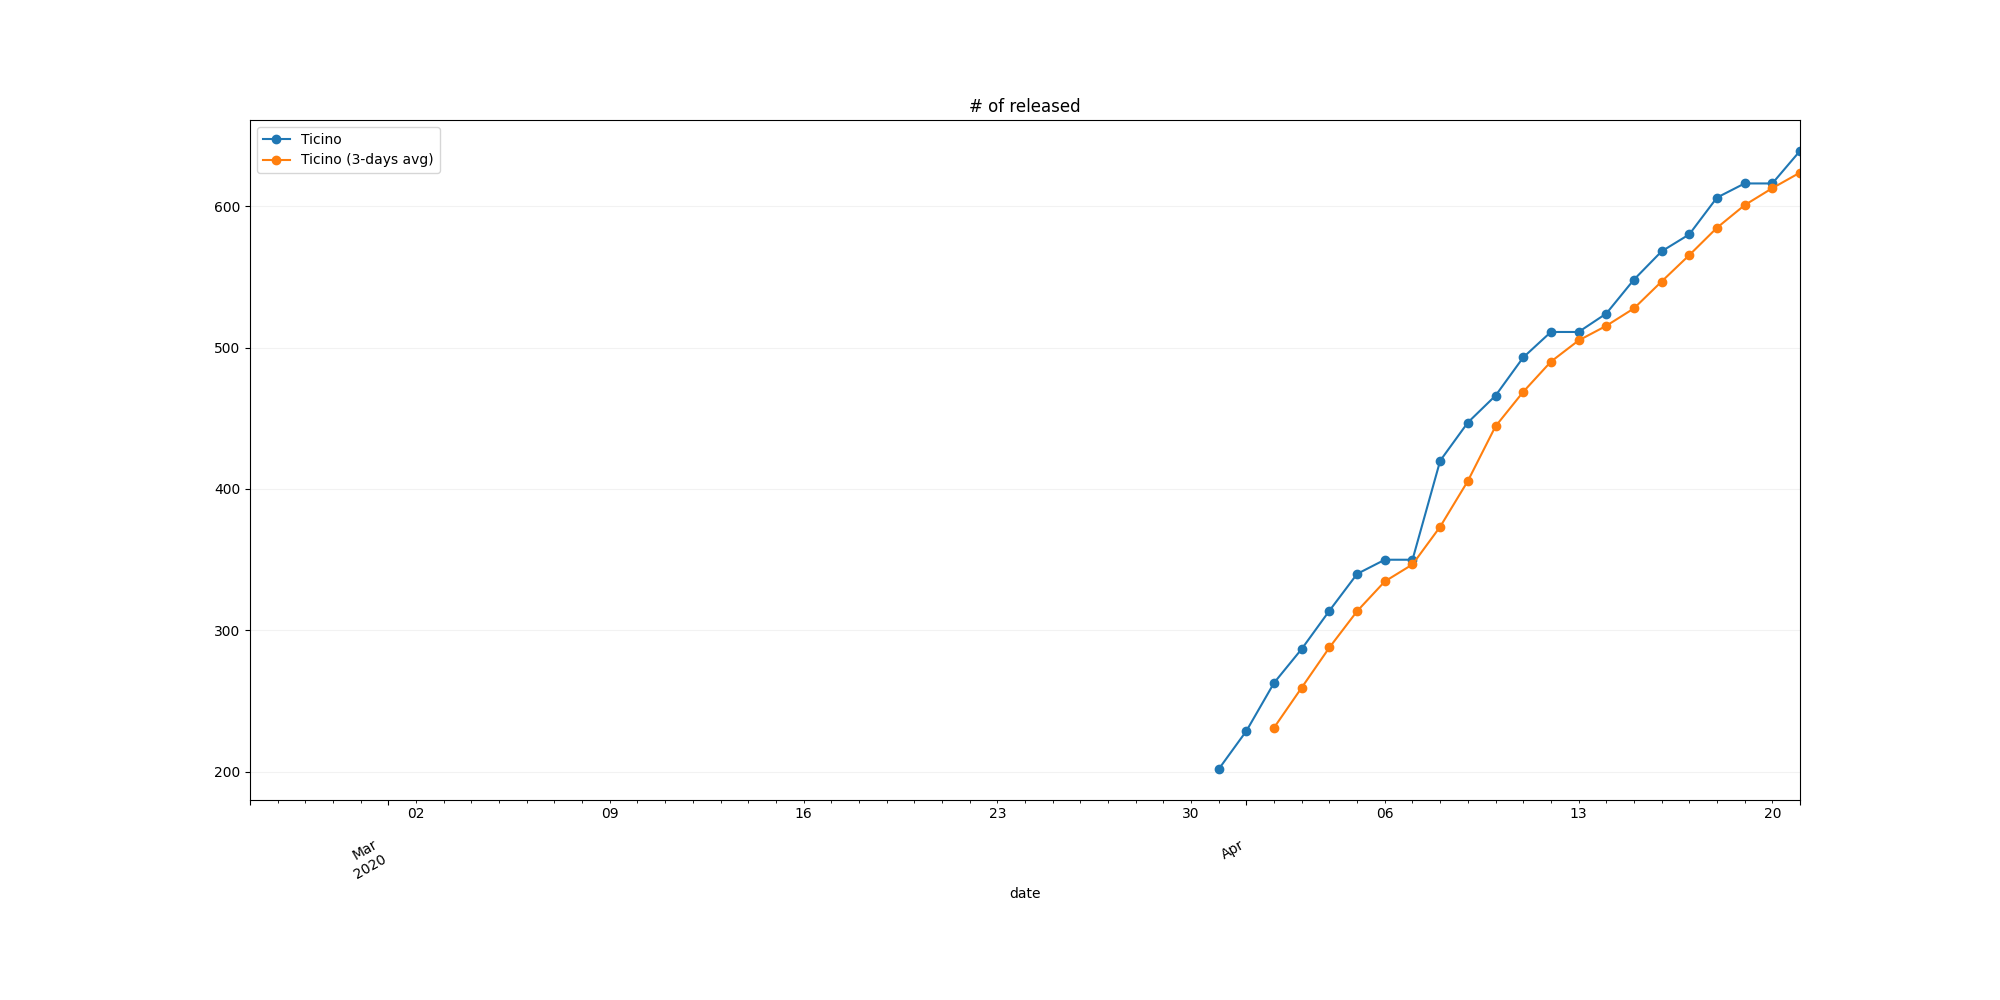 # of released
Ticino
Ticino (3-days avg)
600
500
400
300
200
02 09 16 23 30 06 13 20
Mar Apr
2020
date